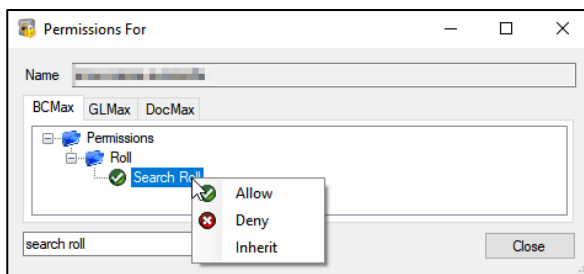 Permissions For
Name
BCMax GLMax DocMax
Permissions
Roll
Search Roll
Allow
Deny
Inherit
search roll
Close